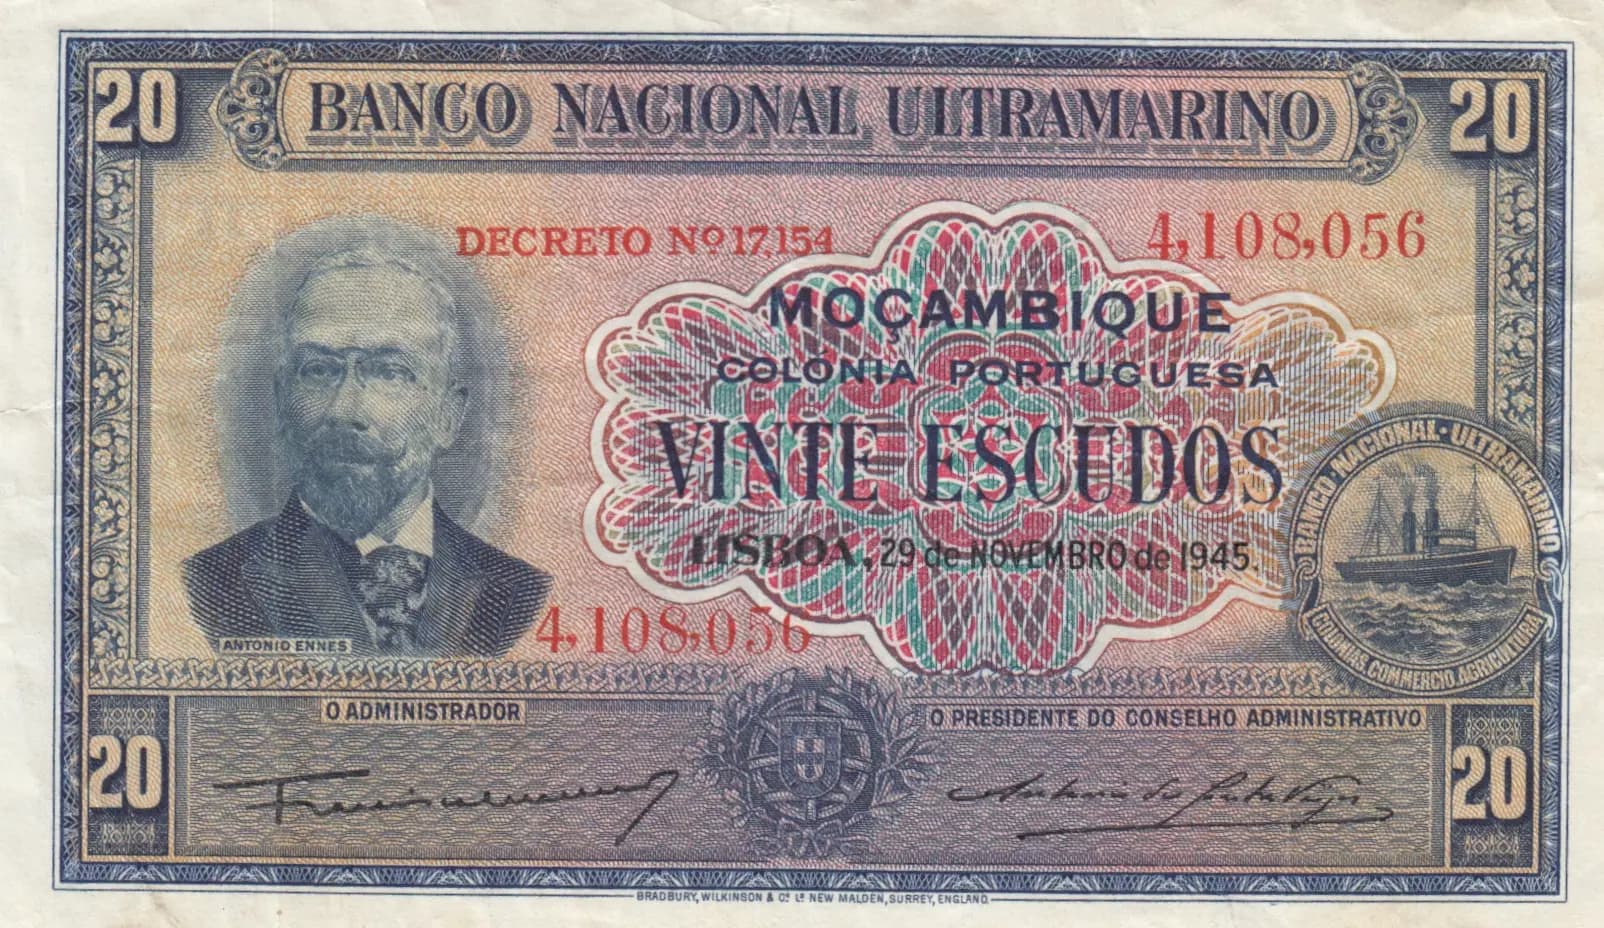 20 BANCO NACIONAL ULTRAMARINO 20
DECRETO Nº 17,154 4,108,056
MOÇAMBIQUE
COLÓNIA PORTUGUESA
VINTE ESCUDOS
LISBOA, 29 de NOVEMBRO de 1945.
BANCO • NACIONAL • ULTRAMARINO
COLONIAS, COMMERCIO, AGRICULTURA
ANTONIO ENNES
4,108,056
O ADMINISTRADOR
O PRESIDENTE DO CONSELHO ADMINISTRATIVO
20 20
BRADBURY, WILKINSON & Cº Lº NEW MALDEN, SURREY, ENGLAND.